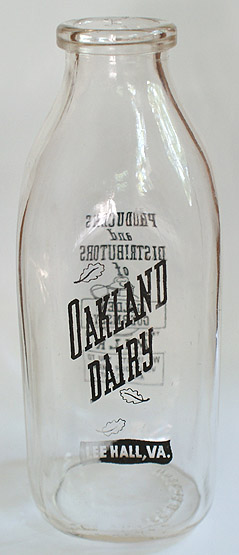 OAKLAND
DAIRY
LEE HALL, VA.
PRODUCERS
and
DISTRIBUTORS
of